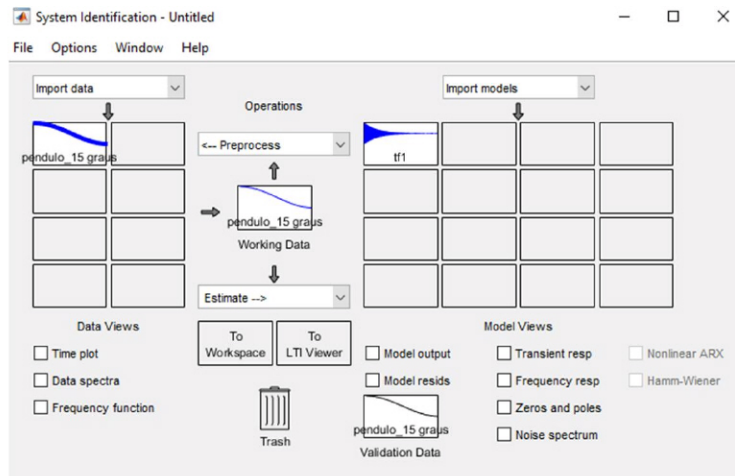 System Identification - Untitled
File Options Window Help
Import data
Import models
Operations
<-- Preprocess
pendulo_15 graus
tf1
pendulo_15 graus
Working Data
Estimate -->
Data Views
Model Views
To Workspace
To LTI Viewer
Time plot
Data spectra
Frequency function
Model output
Model resids
Transient resp
Frequency resp
Zeros and poles
Noise spectrum
Nonlinear ARX
Hamm-Wiener
Trash
pendulo_15 graus
Validation Data